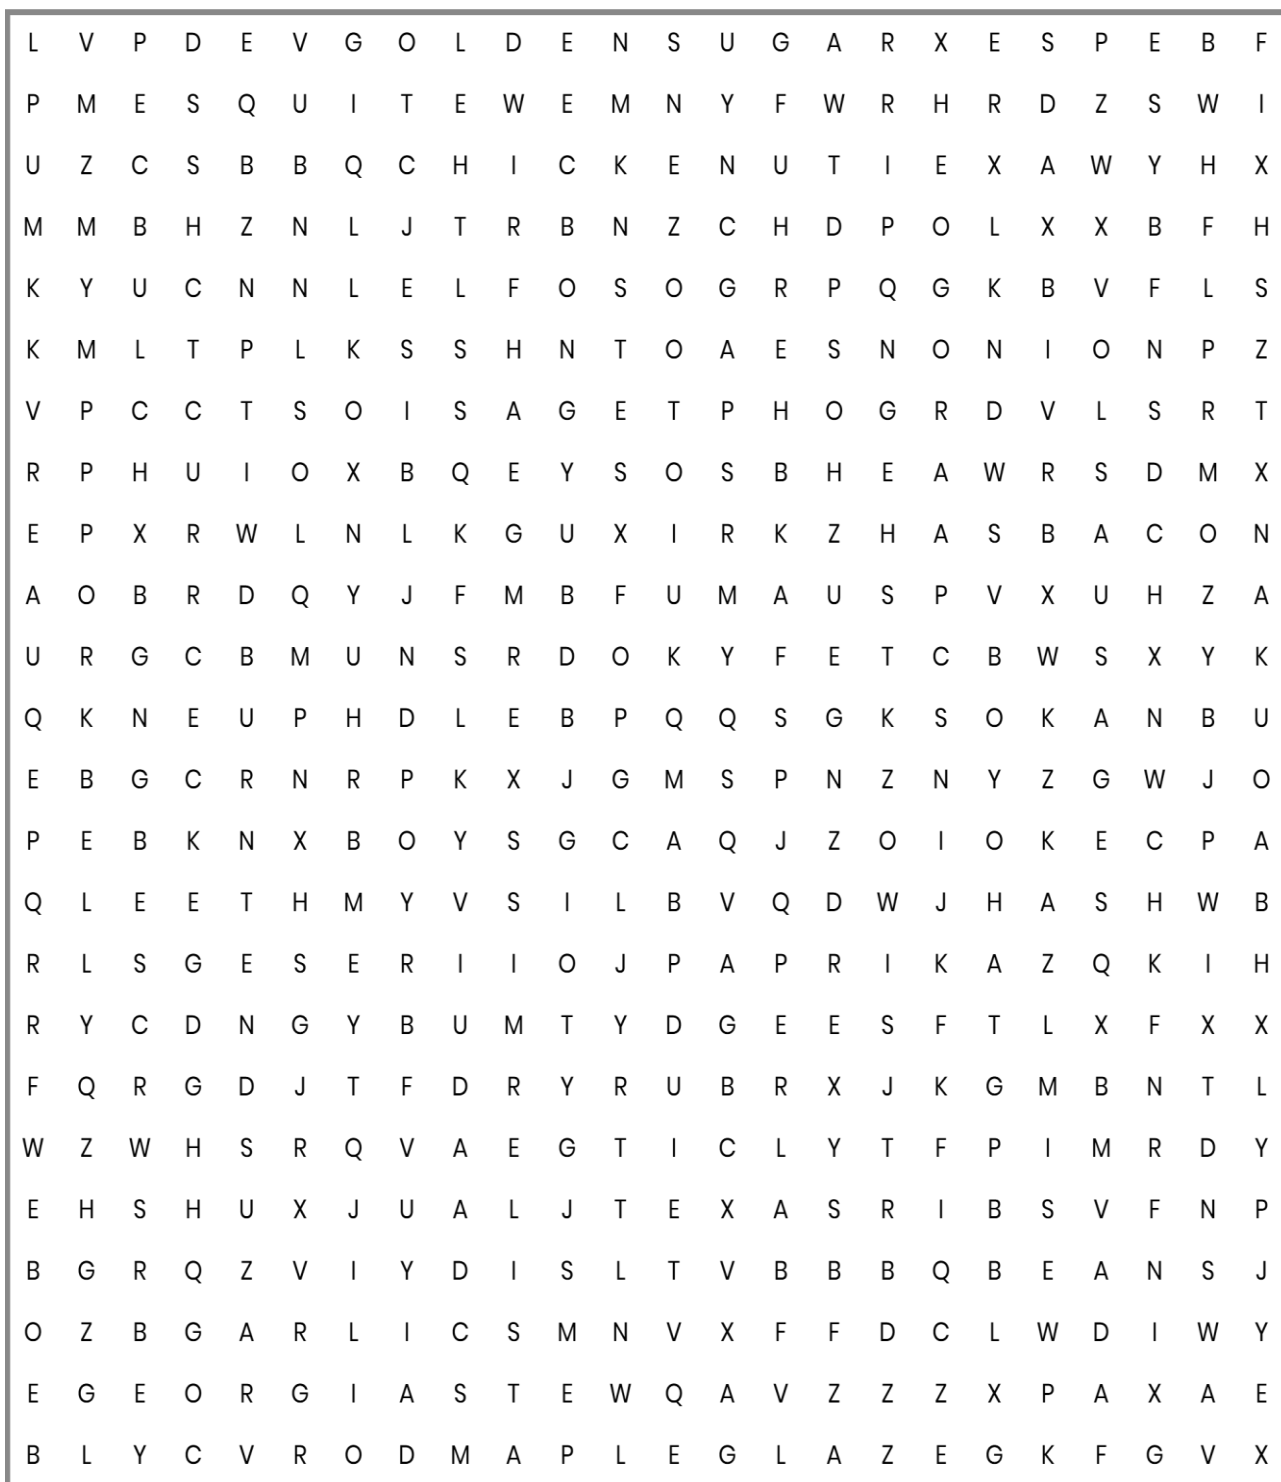 L V P D E V G O L D E N S U G A R X E S P E B F
P M E S Q U I T E W E M N Y F W R H R D Z S W I
U Z C S B B Q C H I C K E N U T I E X A W Y H X
M M B H Z N L J T R B N Z C H D P O L X X B F H
K Y U C N N L E L F O S O G R P Q G K B V F L S
K M L T P L K S S H N T O A E S N O N I O N P Z
V P C C T S O I S A G E T P H O G R D V L S R T
R P H U I O X B Q E Y S O S B H E A W R S D M X
E P X R W L N L K G U X I R K Z H A S B A C O N
A O B R D Q Y J F M B F U M A U S P V X U H Z A
U R G C B M U N S R D O K Y F E T C B W S X Y K
Q K N E U P H D L E B P Q Q S G K S O K A N B U
E B G C R N R P K X J G M S P N Z N Y Z G W J O
P E B K N X B O Y S G C A Q J Z O I O K E C P A
Q L E E T H M Y V S I L B V Q D W J H A S H W B
R L S G E S E R I I O J P A P R I K A Z Q K I H
R Y C D N G Y B U M T Y D G E E S F T L X F X X
F Q R G D J T F D R Y R U B R X J K G M B N T L
W Z W H S R Q V A E G T I C L Y T F P I M R D Y
E H S H U X J U A L J T E X A S R I B S V F N P
B G R Q Z V I Y D I S L T V B B B Q B E A N S J
O Z B G A R L I C S M N V X F F D C L W D I W Y
E G E O R G I A S T E W Q A V Z Z Z X P A X A E
B L Y C V R O D M A P L E G L A Z E G K F G V X